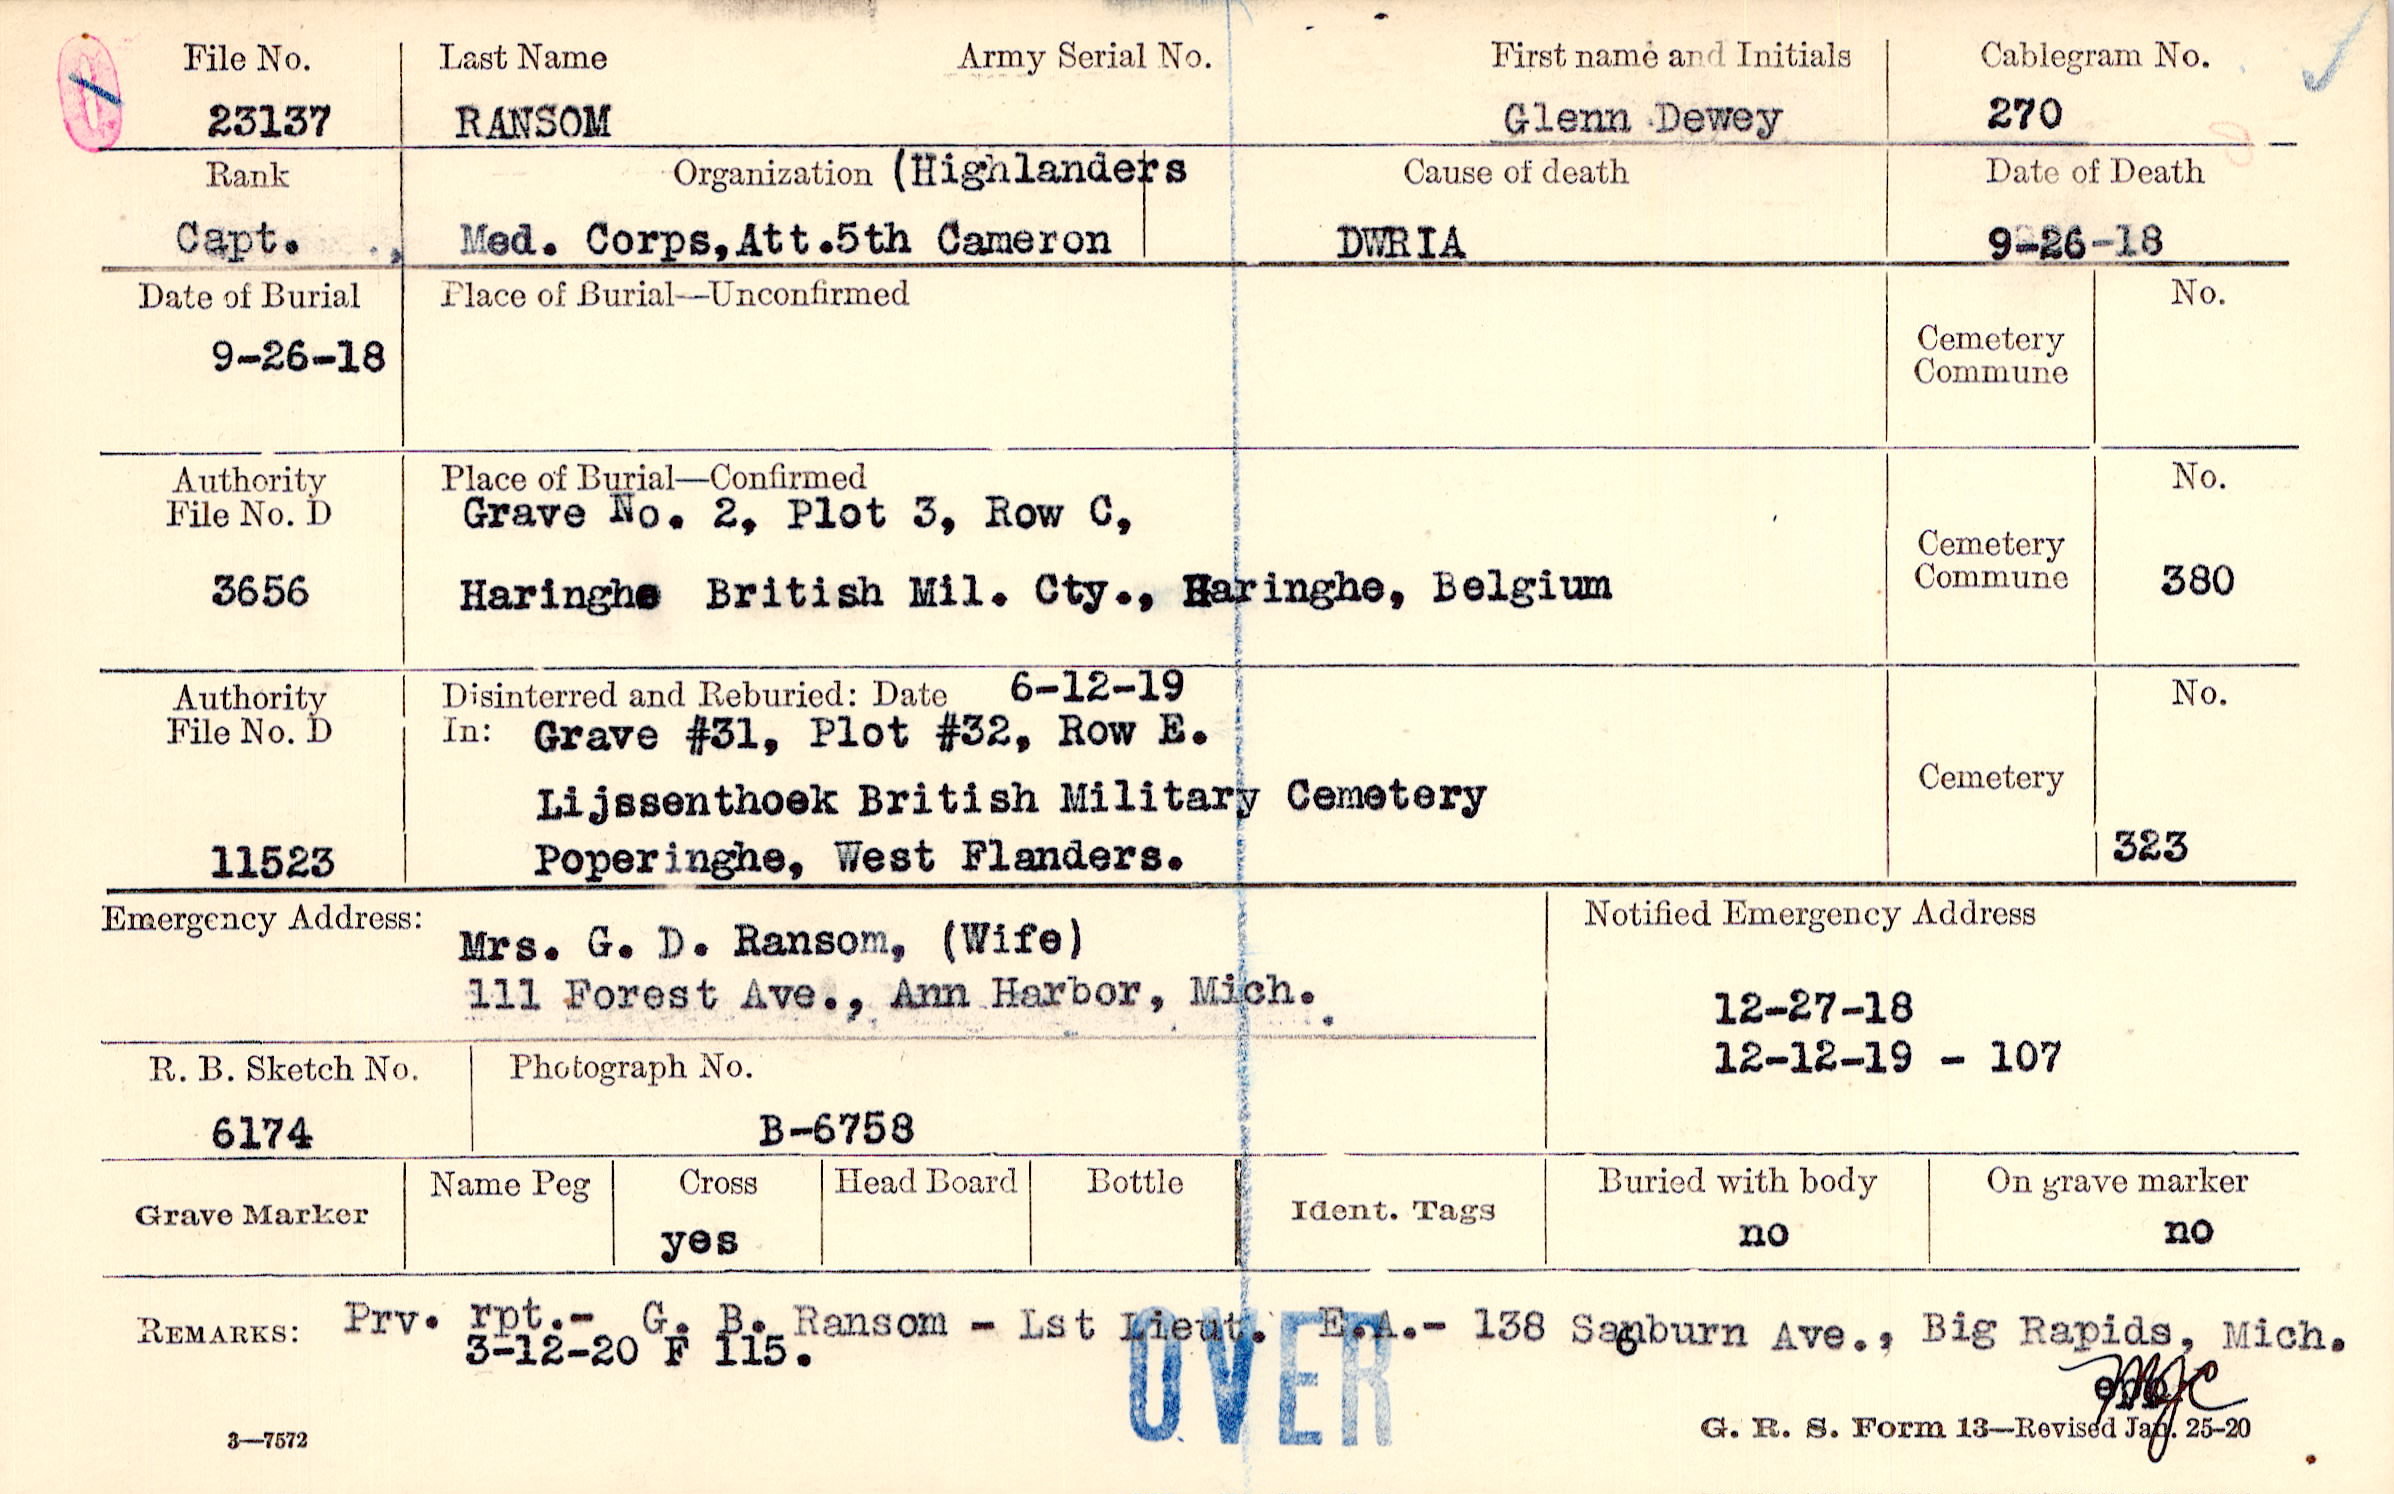 File No. Last Name Army Serial No. First name and Initials Cablegram No.
23137 RANSOM Glenn Dewey 270
Rank Organization (Highlanders Cause of death Date of Death
Capt. Med. Corps,Att.5th Cameron DWRIA 9-26-18
Date of Burial Place of Burial—Unconfirmed No.
9-26-18
Cemetery
Commune
Authority Place of Burial—Confirmed No.
File No. D Grave No. 2, Plot 3, Row C,
Cemetery
Commune
3656 Haringhe British Mil. Cty., Haringhe, Belgium 380
Authority Disinterred and Reburied: Date 6-12-19 No.
File No. D In: Grave #31, Plot #32, Row E.
Lijssenthoek British Military Cemetery Cemetery
11523 Poperinghe, West Flanders. 323
Emergency Address: Notified Emergency Address
Mrs. G. D. Ransom, (Wife)
111 Forest Ave., Ann Harbor, Mich. 12-27-18
12-12-19 - 107
R. B. Sketch No. Photograph No.
6174 B-6758
Grave Marker Name Peg Cross Head Board Bottle Ident. Tags Buried with body On grave marker
yes no no
REMARKS: Prv. rpt.- G. B. Ransom - Lst Lieut. E.A.- 138 Ave., Big Rapids, Mich.
3-12-20 F 115.
OVER
3—7572 G. R. S. Form 13—Revised Jan. 25-20